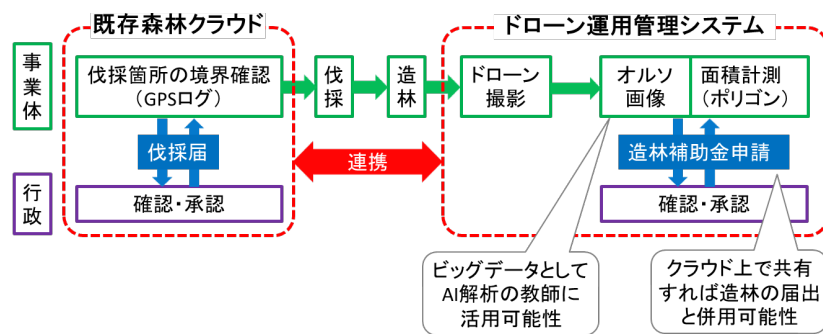 既存森林クラウド
ドローン運用管理システム
事業体
伐採箇所の境界確認
（GPSログ）
伐採
造林
ドローン
撮影
オルソ
画像
面積計測
（ポリゴン）
伐採届
連携
造林補助金申請
行政
確認・承認
確認・承認
ビッグデータとして
AI解析の教師に
活用可能性
クラウド上で共有
すれば造林の届出
と併用可能性